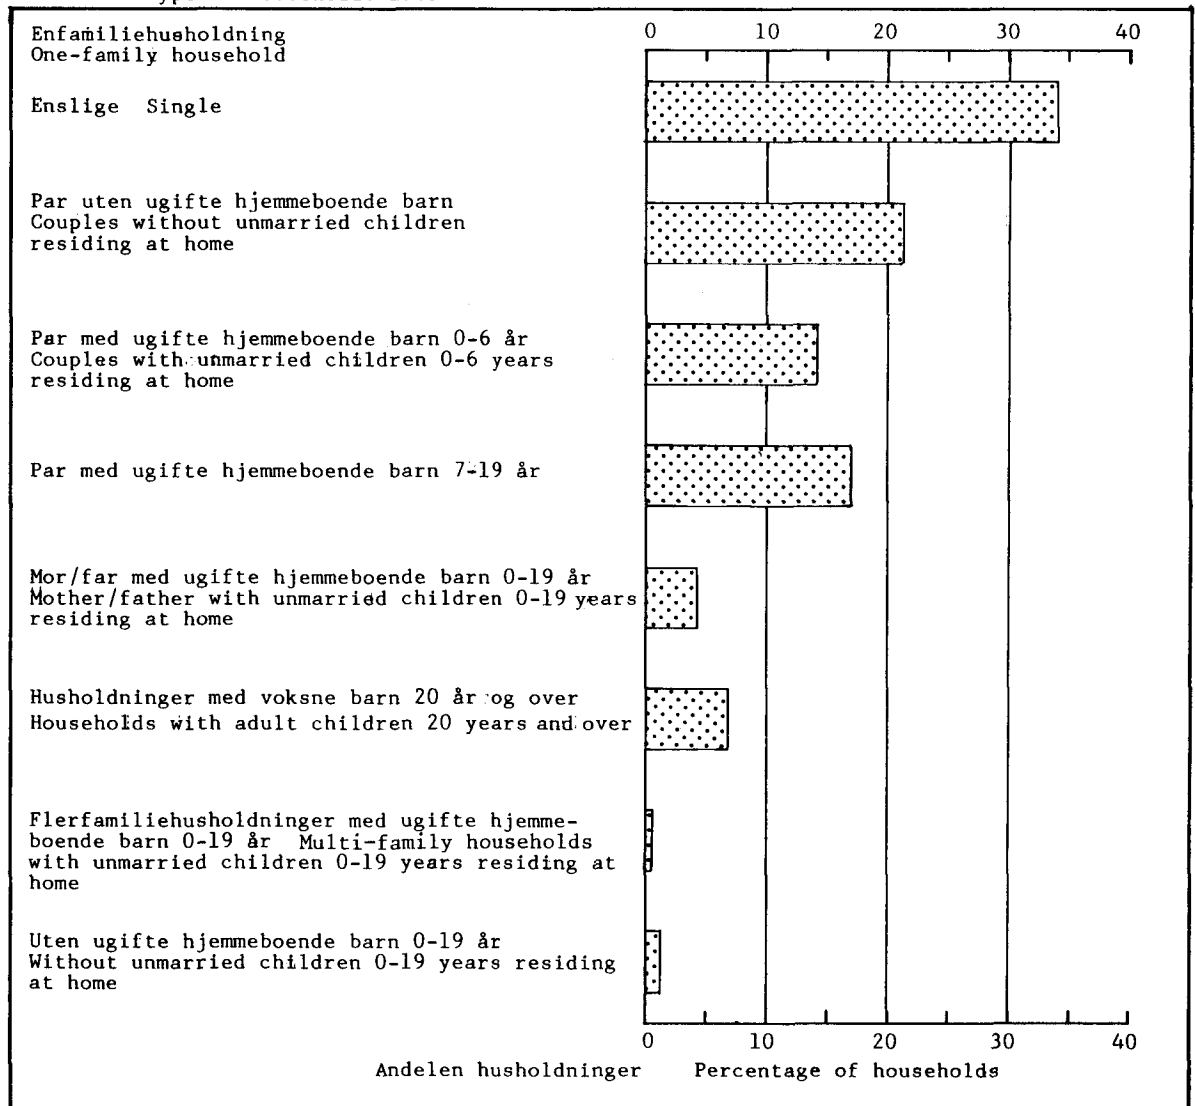 Enfamiliehusholdning
One-family household
0 10 20 30 40
Enslige Single
Par uten ugifte hjemmeboende barn
Couples without unmarried children
residing at home
Par med ugifte hjemmeboende barn 0-6 år
Couples with unmarried children 0-6 years
residing at home
Par med ugifte hjemmeboende barn 7-19 år
Mor/far med ugifte hjemmeboende barn 0-19 år
Mother/father with unmarried children 0-19 years
residing at home
Husholdninger med voksne barn 20 år og over
Households with adult children 20 years and over
Flerfamiliehusholdninger med ugifte hjemme-
boende barn 0-19 år Multi-family households
with unmarried children 0-19 years residing at
home
Uten ugifte hjemmeboende barn 0-19 år
Without unmarried children 0-19 years residing
at home
0 10 20 30 40
Andelen husholdninger Percentage of households